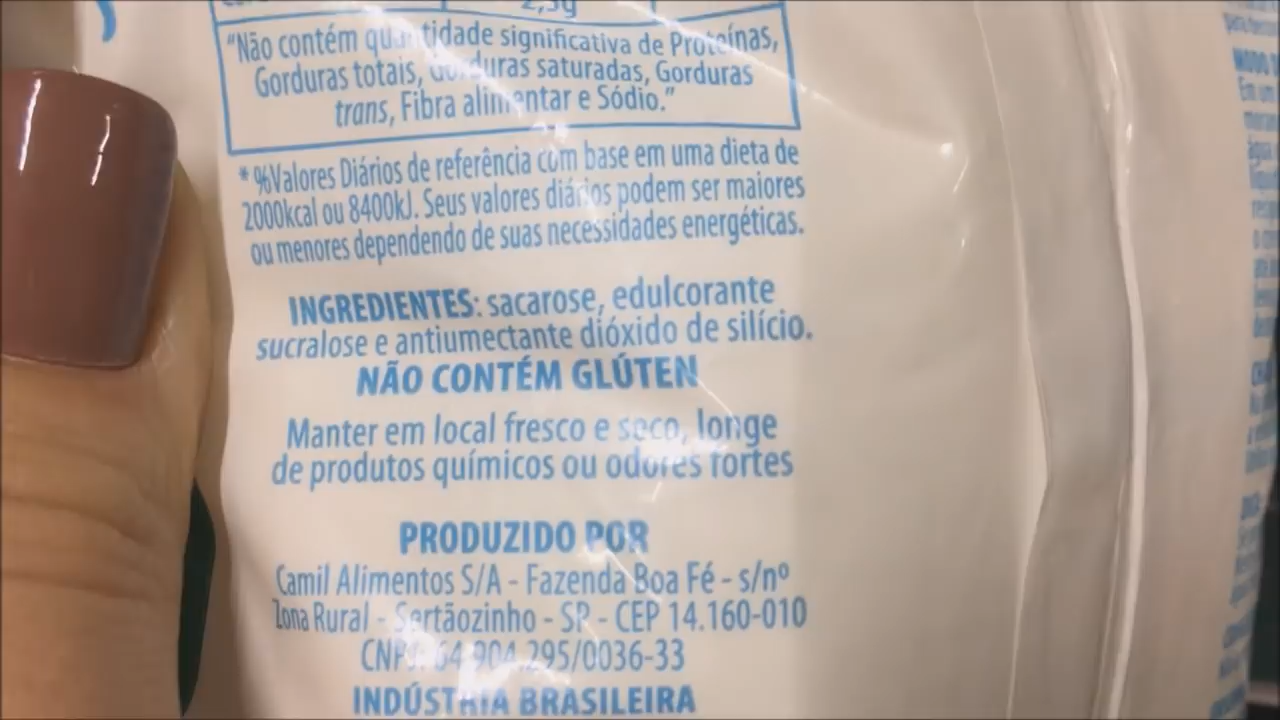 2,5g
"Não contém quantidade significativa de Proteínas,
Gorduras totais, Gorduras saturadas, Gorduras
trans, Fibra alimentar e Sódio."
* %Valores Diários de referência com base em uma dieta de
2000kcal ou 8400kJ. Seus valores diários podem ser maiores
ou menores dependendo de suas necessidades energéticas.
INGREDIENTES: sacarose, edulcorante
sucralose e antiumectante dióxido de silício.
NÃO CONTÉM GLÚTEN
Manter em local fresco e seco, longe
de produtos químicos ou odores fortes
PRODUZIDO POR
Camil Alimentos S/A - Fazenda Boa Fé - s/nº
Zona Rural - Sertãozinho - SP - CEP 14.160-010
CNPJ: 64.904.295/0036-33
INDÚSTRIA BRASILEIRA
MODO
Em um